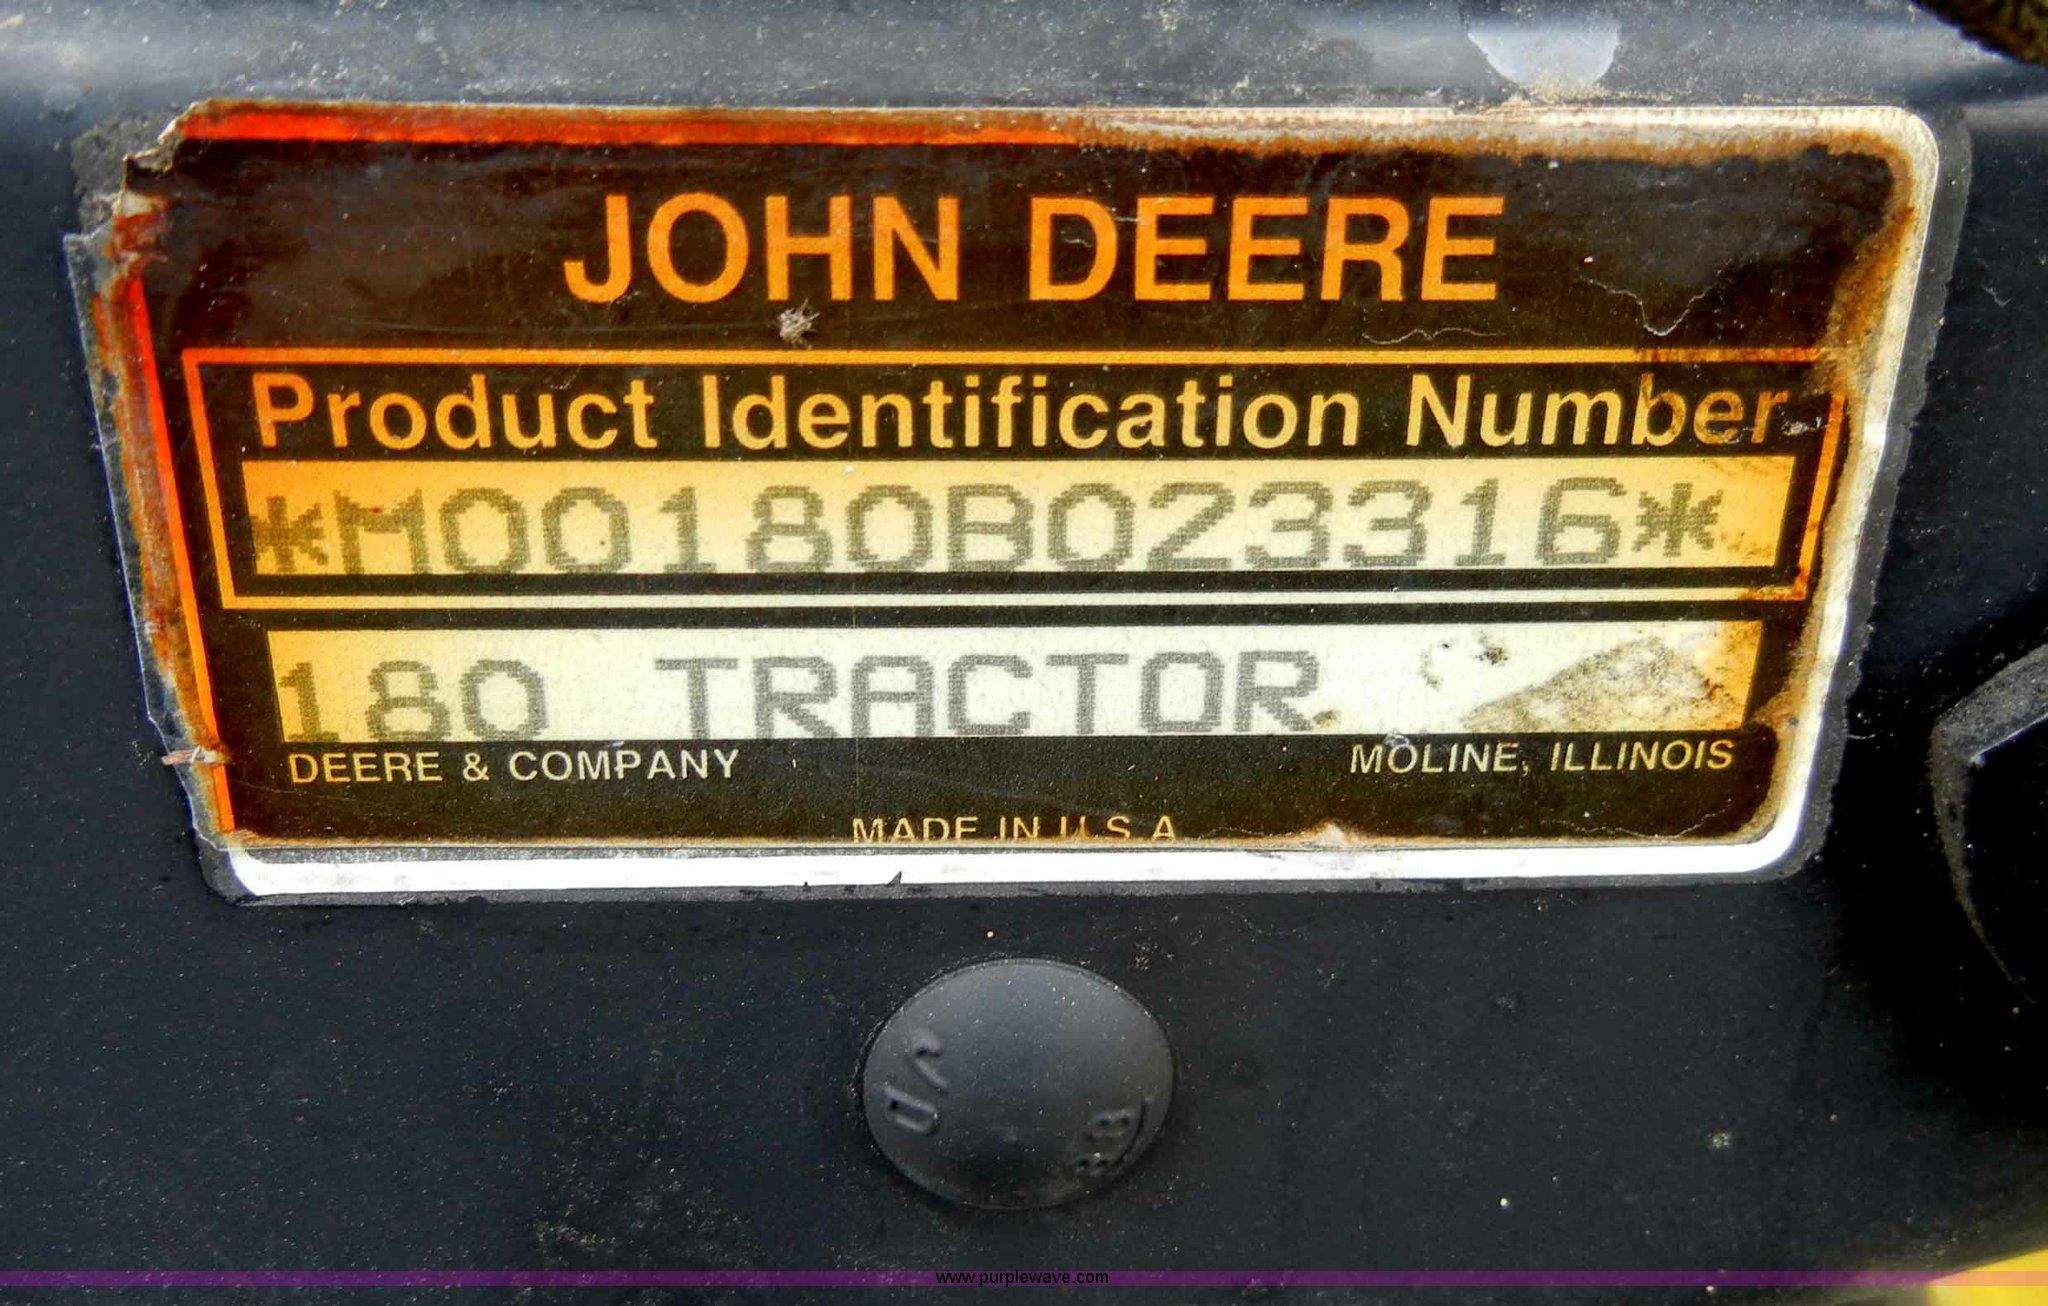 JOHN DEERE
Product Identification Number
*M00180B023316*
180 TRACTOR
DEERE & COMPANY MOLINE, ILLINOIS
MADE IN U.S.A
www.purplewave.com